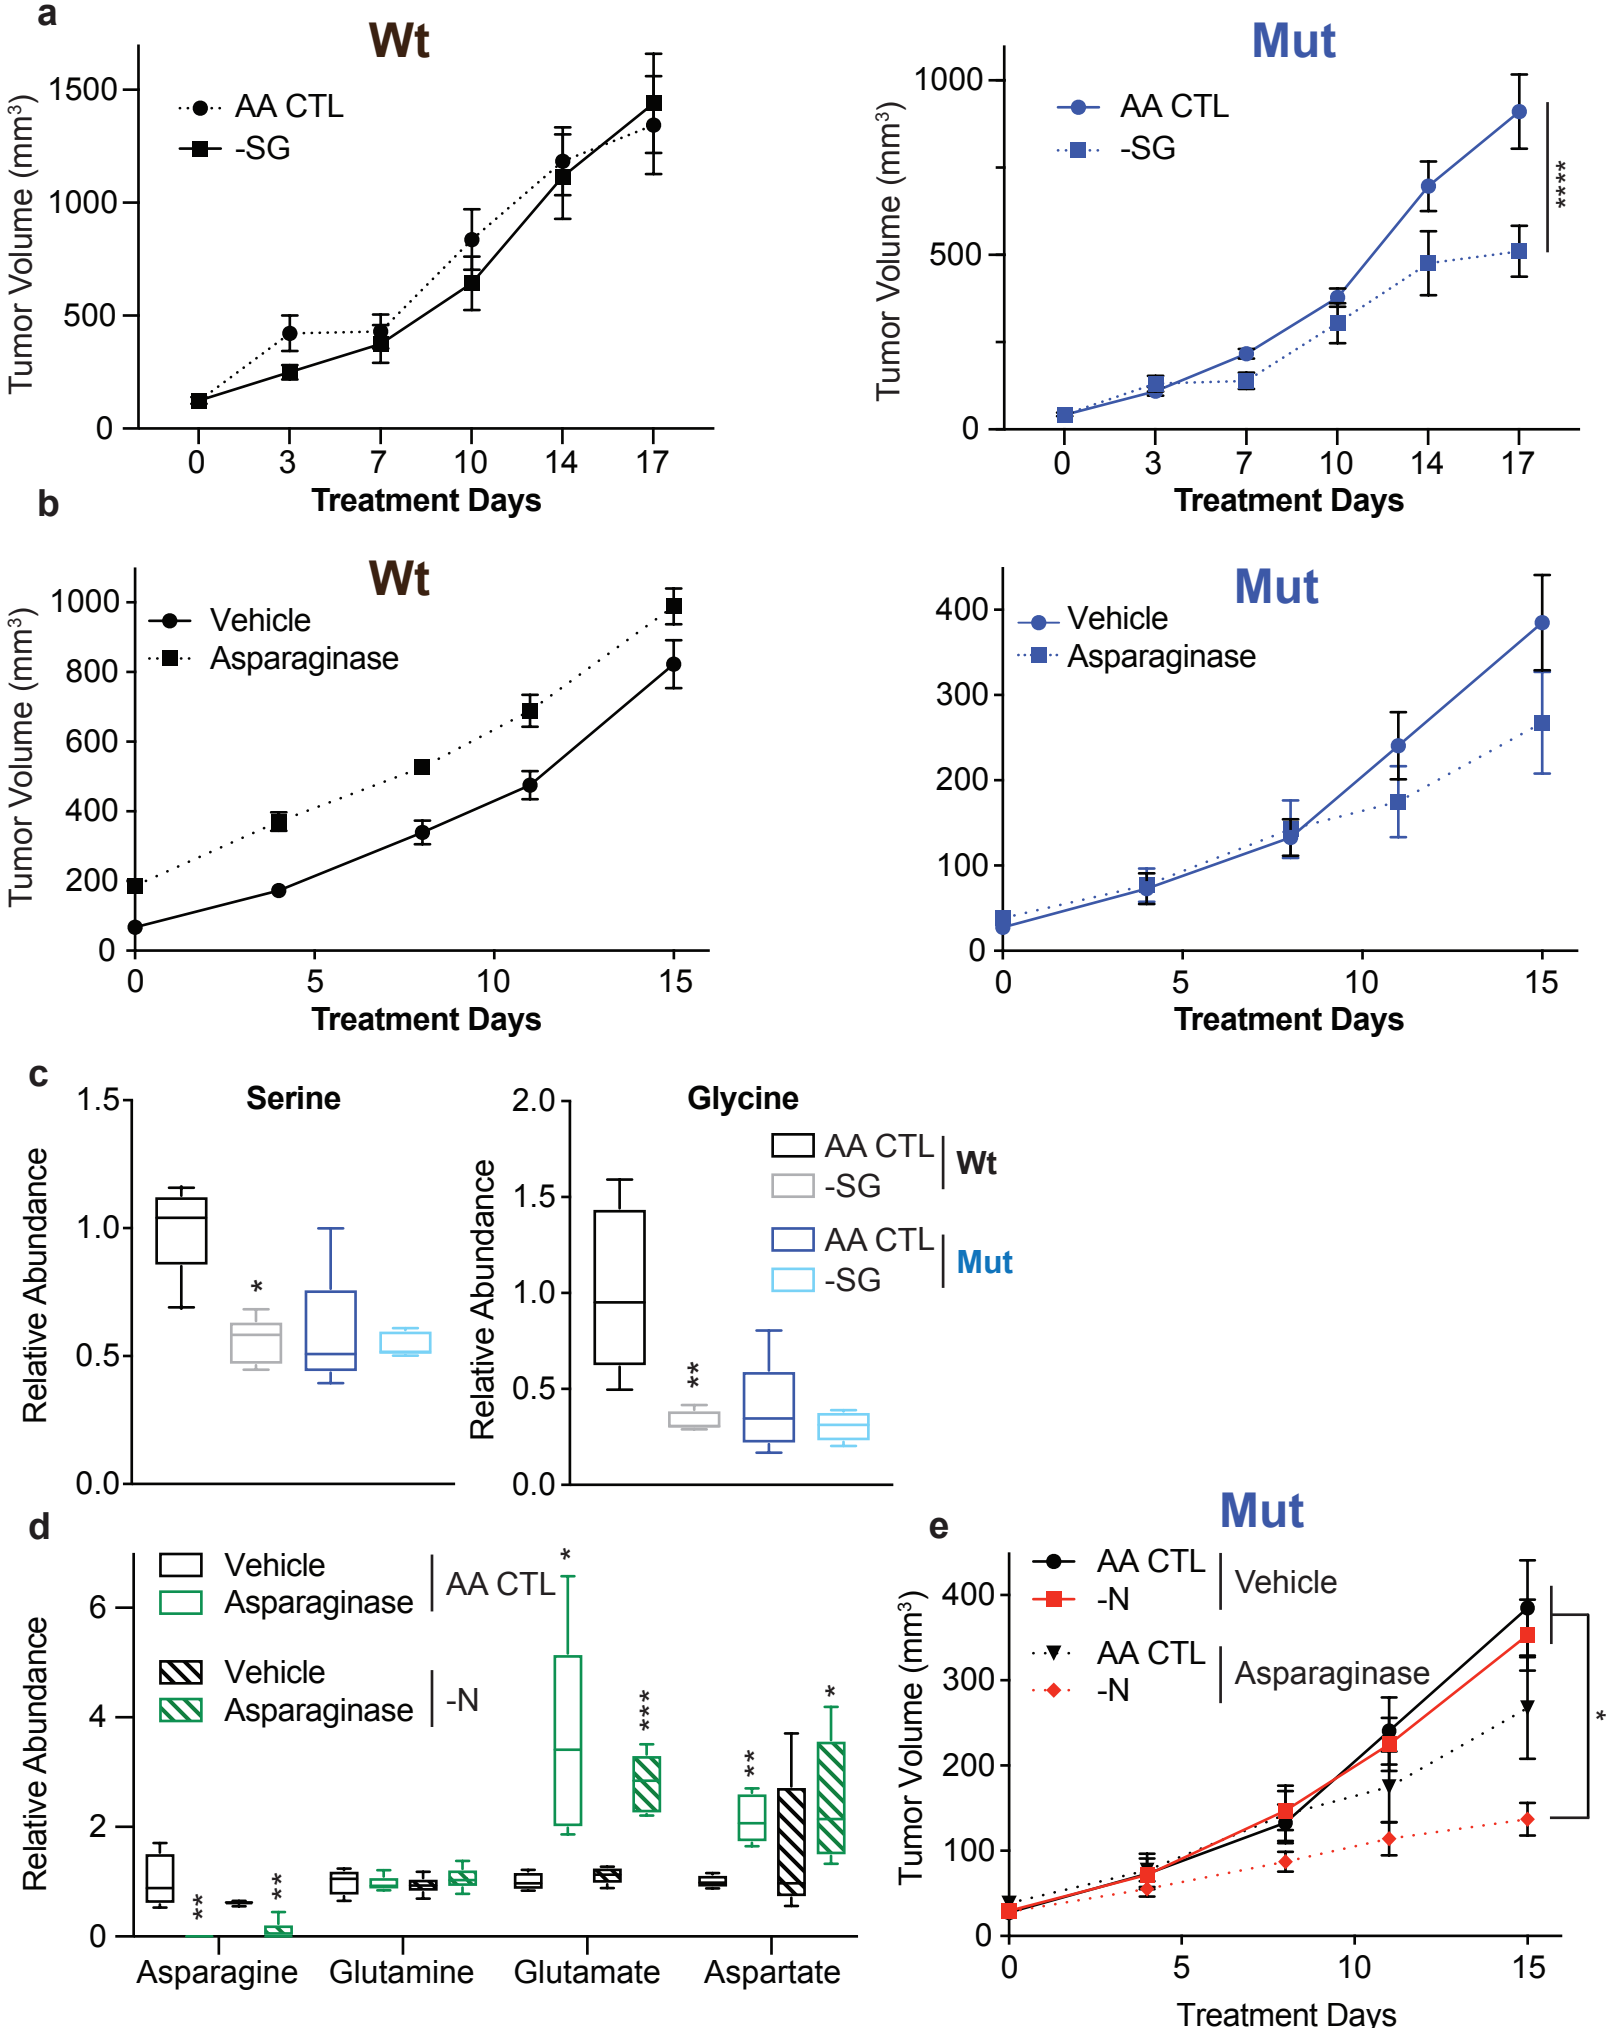 a
Wt
Mut
Tumor Volume (mm³)
1500
1000
500
0
AA CTL
-SG
0 3 7 10 14 17
Treatment Days
Tumor Volume (mm³)
1000
500
0
AA CTL
-SG
****
0 3 7 10 14 17
Treatment Days
b
Wt
Mut
Tumor Volume (mm³)
1000
800
600
400
200
0
Vehicle
Asparaginase
0 5 10 15
Treatment Days
400
300
200
100
0
Vehicle
Asparaginase
0 5 10 15
Treatment Days
c
Serine
Relative Abundance
1.5
1.0
0.5
0.0
*
Glycine
Relative Abundance
2.0
1.5
1.0
0.5
0.0
**
AA CTL
-SG
Wt
AA CTL
-SG
Mut
d
Relative Abundance
6
4
2
0
Vehicle
Asparaginase
AA CTL
Vehicle
Asparaginase
-N
**
**
*
***
**
*
Asparagine Glutamine Glutamate Aspartate
e
Mut
Tumor Volume (mm³)
400
300
200
100
0
AA CTL
-N
Vehicle
AA CTL
-N
Asparaginase
*
0 5 10 15
Treatment Days